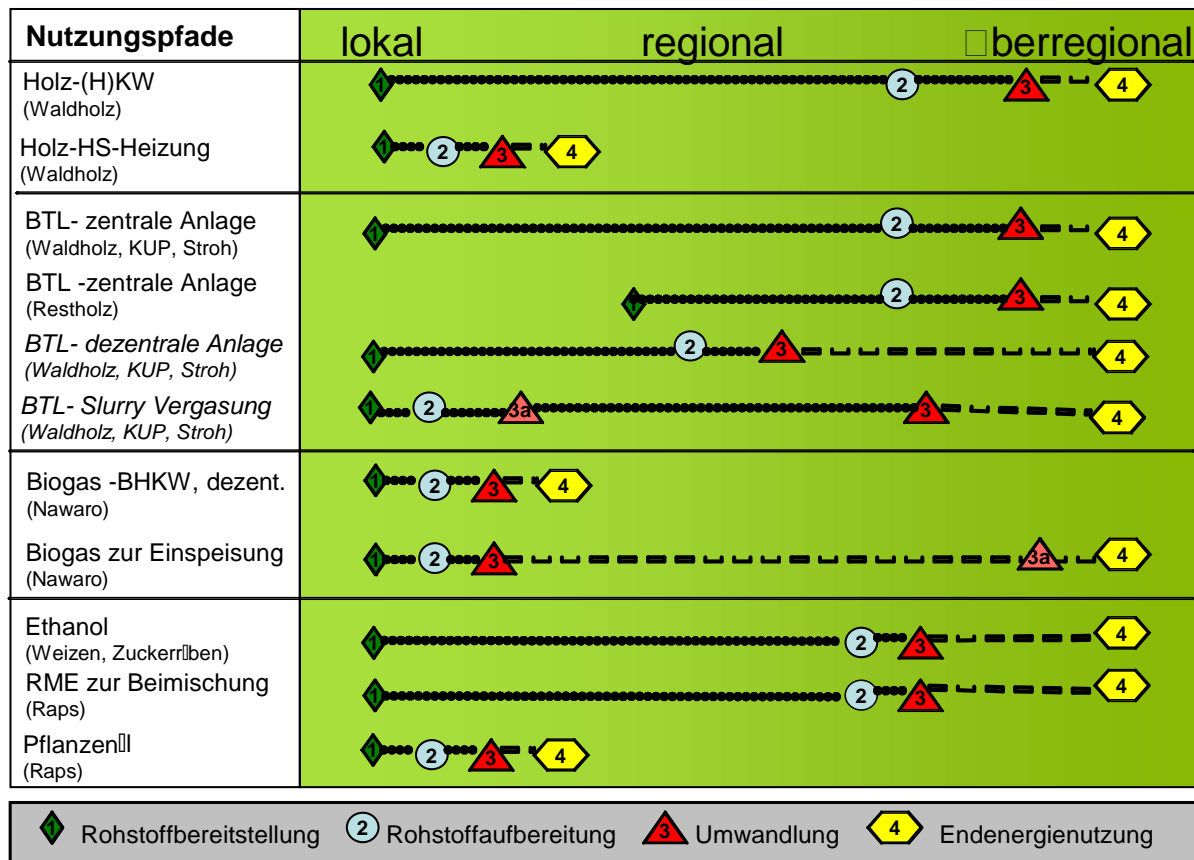 Nutzungspfade lokal regional □berregional
Holz-(H)KW
(Waldholz)
1 2 3 4
Holz-HS-Heizung
(Waldholz)
1 2 3 4
BTL- zentrale Anlage
(Waldholz, KUP, Stroh)
1 2 3 4
BTL -zentrale Anlage
(Restholz)
1 2 3 4
BTL- dezentrale Anlage
(Waldholz, KUP, Stroh)
1 2 3 4
BTL- Slurry Vergasung
(Waldholz, KUP, Stroh)
1 2 3a 3 4
Biogas -BHKW, dezent.
(Nawaro)
1 2 3 4
Biogas zur Einspeisung
(Nawaro)
1 2 3 3a 4
Ethanol
(Weizen, Zuckerr□ben)
1 2 3 4
RME zur Beimischung
(Raps)
1 2 3 4
Pflanzen□l
(Raps)
1 2 3 4
1 Rohstoffbereitstellung 2 Rohstoffaufbereitung 3 Umwandlung 4 Endenergienutzung